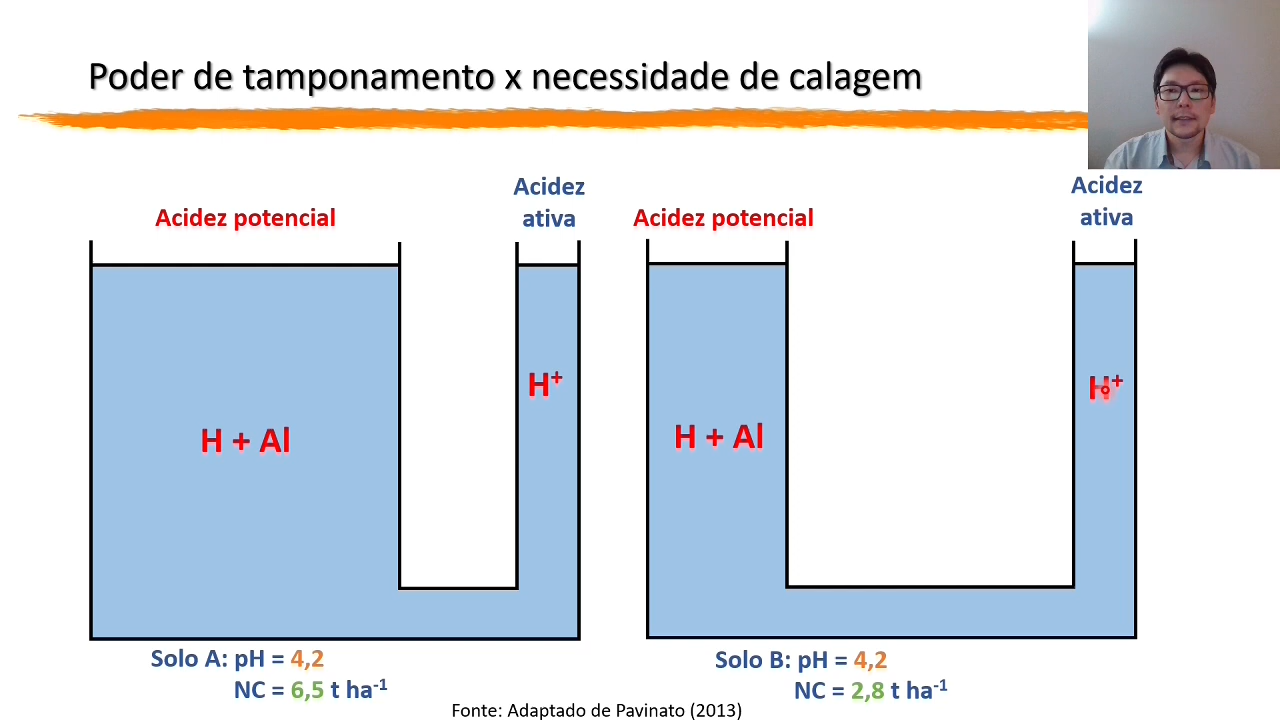 Poder de tamponamento x necessidade de calagem
Acidez potencial
Acidez
ativa
H + Al
H⁺
Solo A: pH = 4,2
NC = 6,5 t ha⁻¹
Acidez potencial
Acidez
ativa
H + Al
H⁺
Solo B: pH = 4,2
NC = 2,8 t ha⁻¹
Fonte: Adaptado de Pavinato (2013)